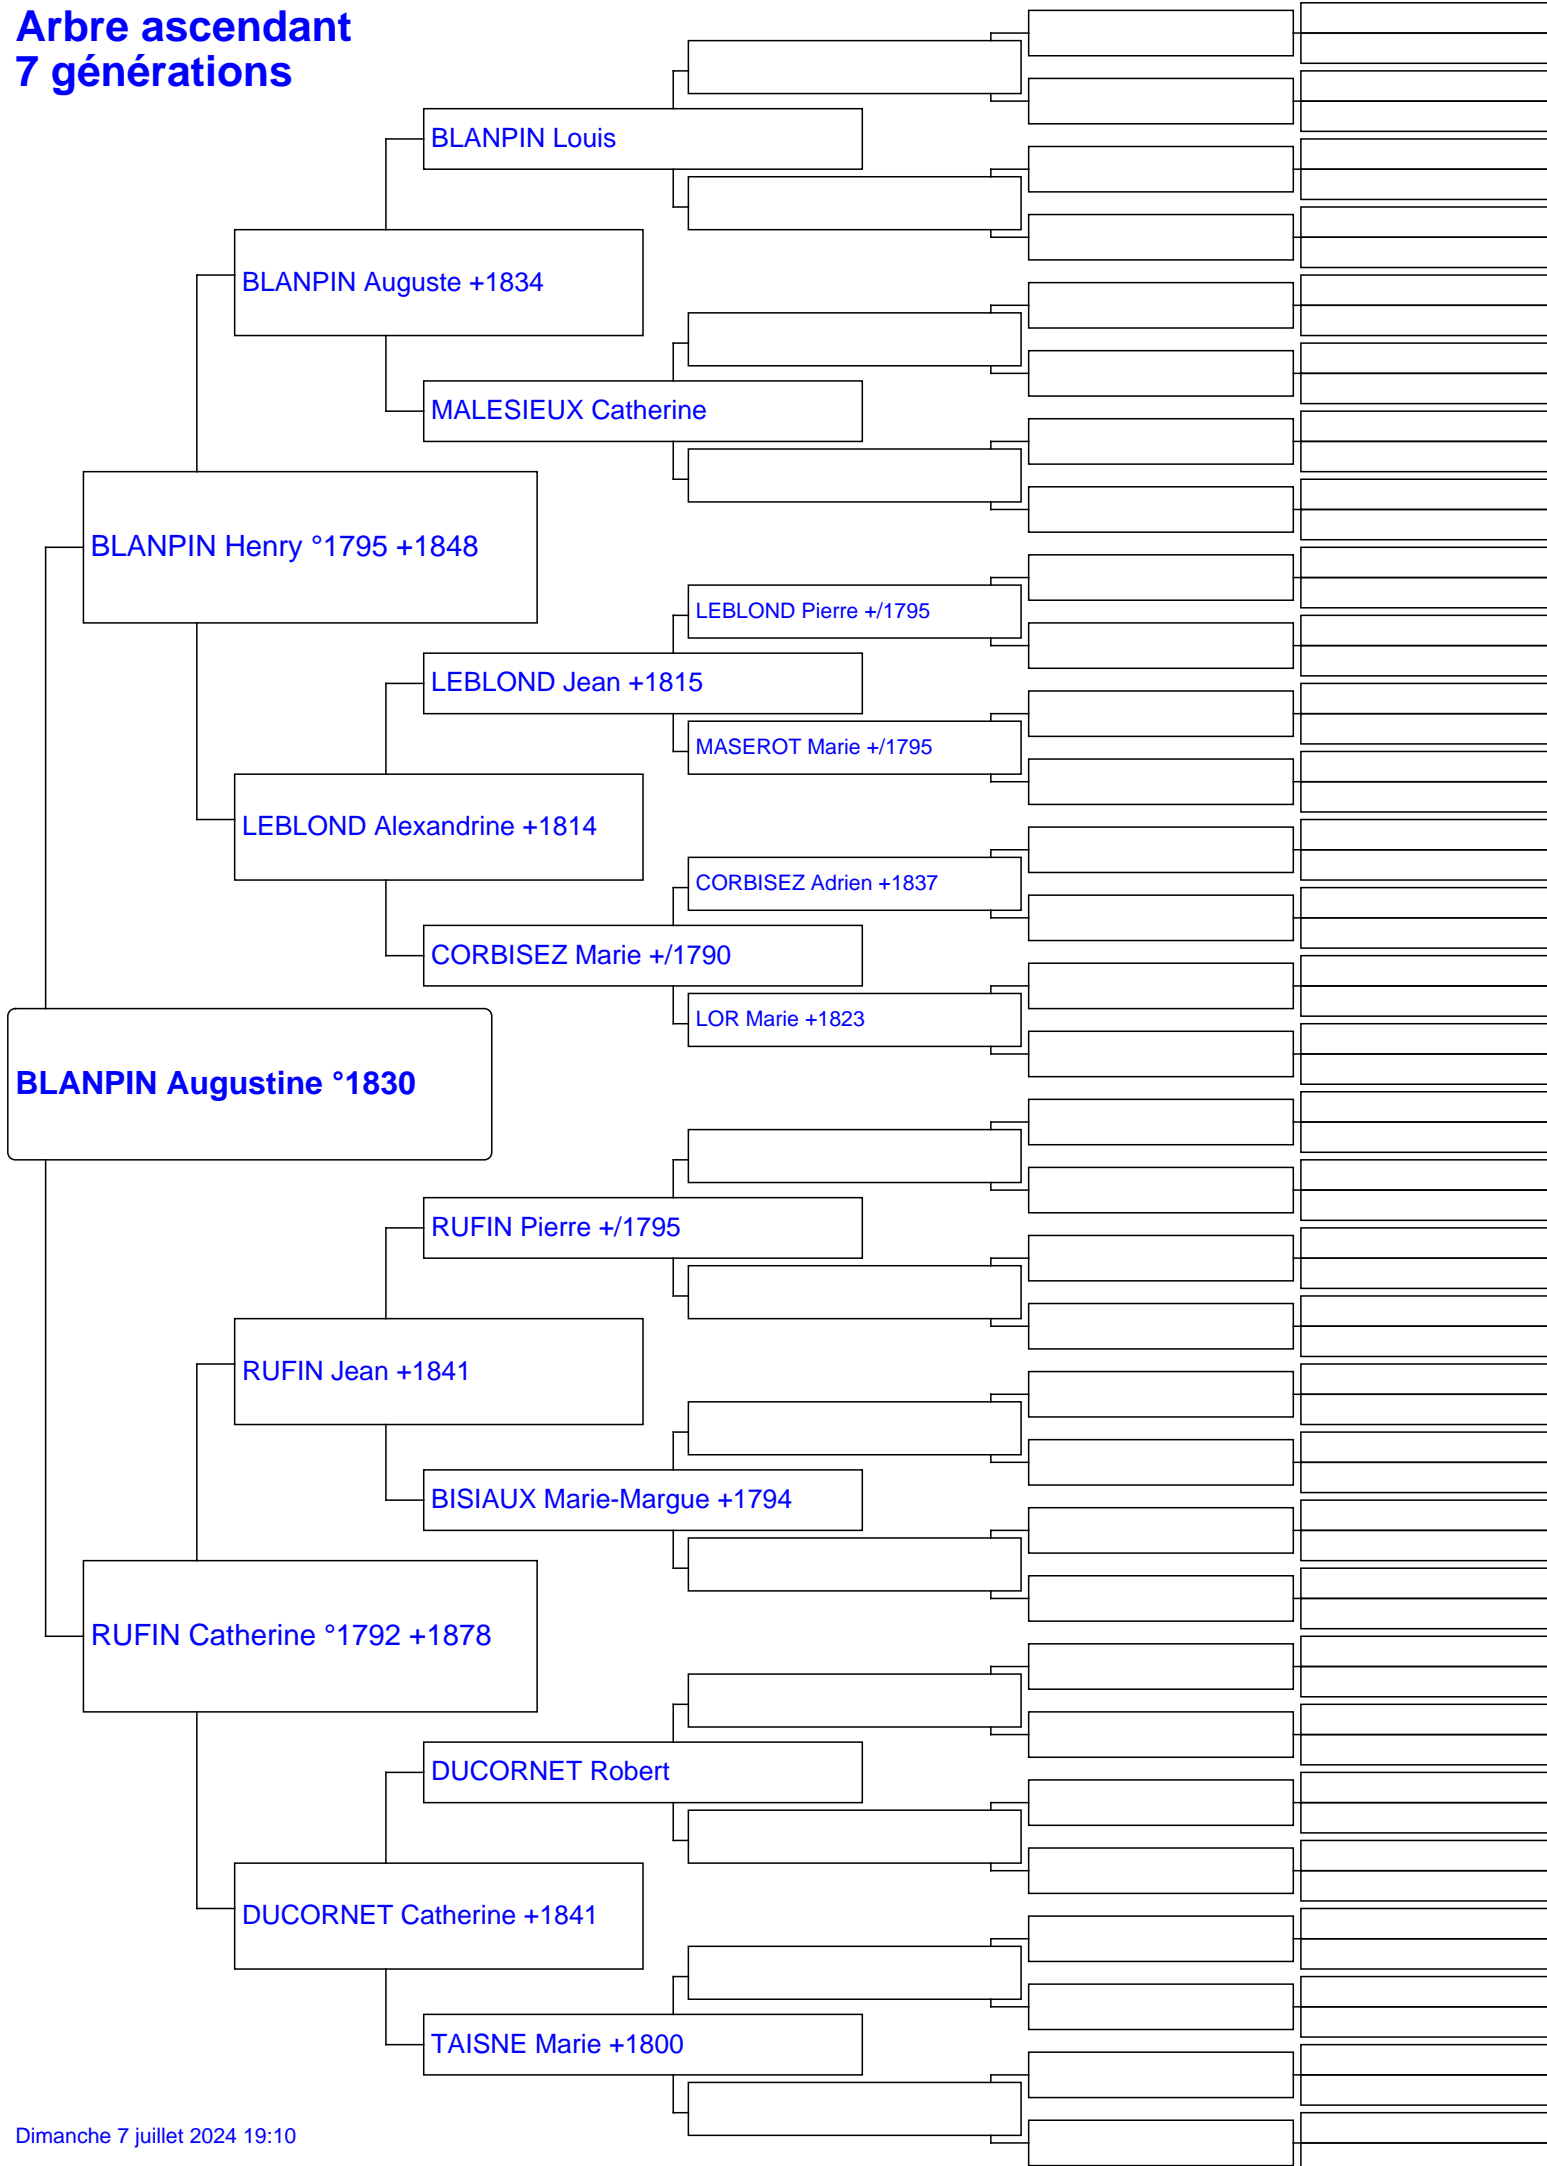 Arbre ascendant
7 générations
BLANPIN Louis
BLANPIN Auguste +1834
MALESIEUX Catherine
BLANPIN Henry °1795 +1848
LEBLOND Pierre +/1795
LEBLOND Jean +1815
MASEROT Marie +/1795
LEBLOND Alexandrine +1814
CORBISEZ Adrien +1837
CORBISEZ Marie +/1790
LOR Marie +1823
BLANPIN Augustine °1830
RUFIN Pierre +/1795
RUFIN Jean +1841
BISIAUX Marie-Margue +1794
RUFIN Catherine °1792 +1878
DUCORNET Robert
DUCORNET Catherine +1841
TAISNE Marie +1800
Dimanche 7 juillet 2024 19:10